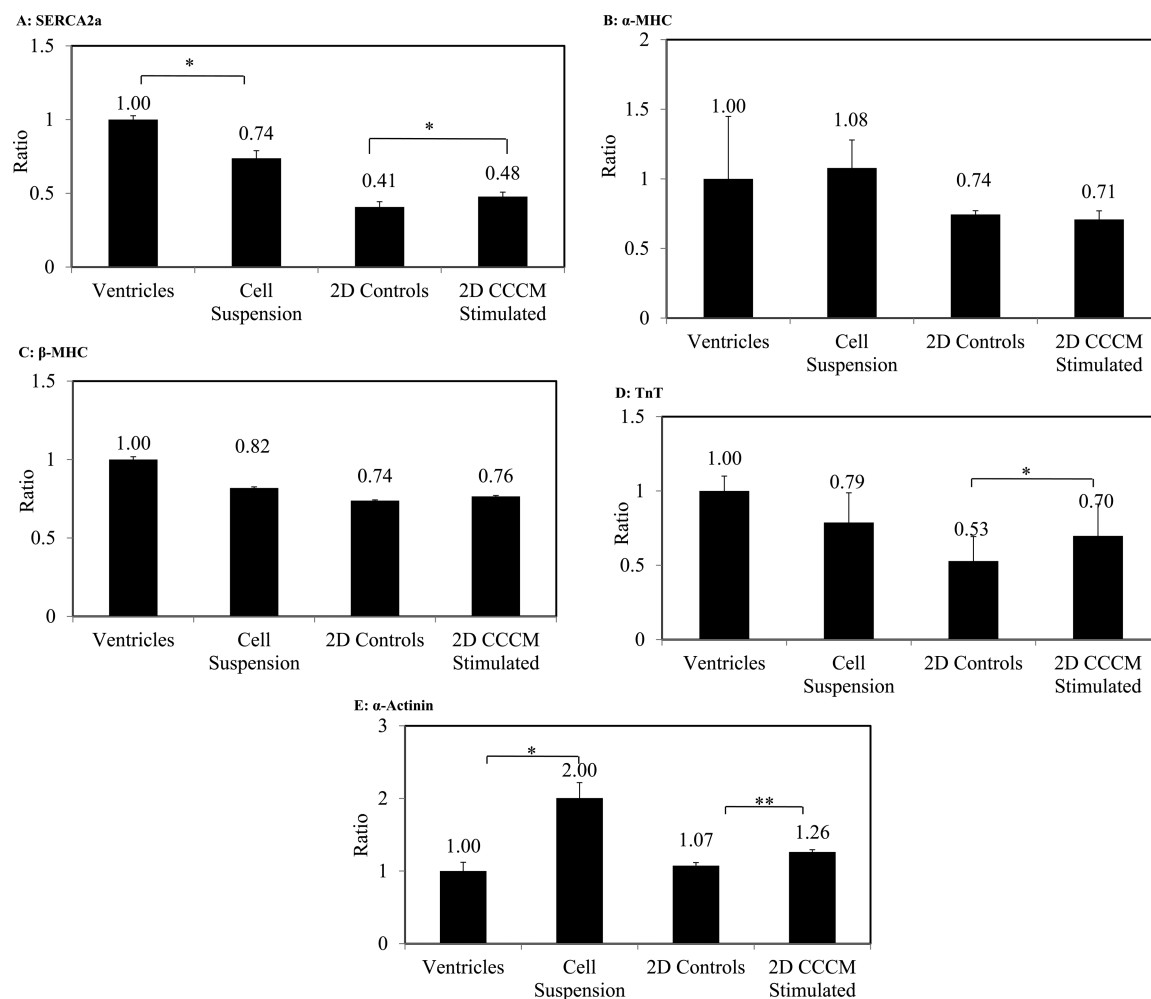 A: SERCA2a
1.5
1
0.5
0
Ratio
*
*
1.00
0.74
0.41
0.48
Ventricles
Cell
Suspension
2D Controls
2D CCCM
Stimulated
B: α-MHC
2
1.5
1
0.5
0
Ratio
1.00
1.08
0.74
0.71
Ventricles
Cell
Suspension
2D Controls
2D CCCM
Stimulated
C: β-MHC
1.5
1
0.5
0
Ratio
1.00
0.82
0.74
0.76
Ventricles
Cell
Suspension
2D Controls
2D CCCM
Stimulated
D: TnT
1.5
1
0.5
0
Ratio
*
1.00
0.79
0.53
0.70
Ventricles
Cell
Suspension
2D Controls
2D CCCM
Stimulated
E: α-Actinin
3
2
1
0
Ratio
*
**
1.00
2.00
1.07
1.26
Ventricles
Cell
Suspension
2D Controls
2D CCCM
Stimulated